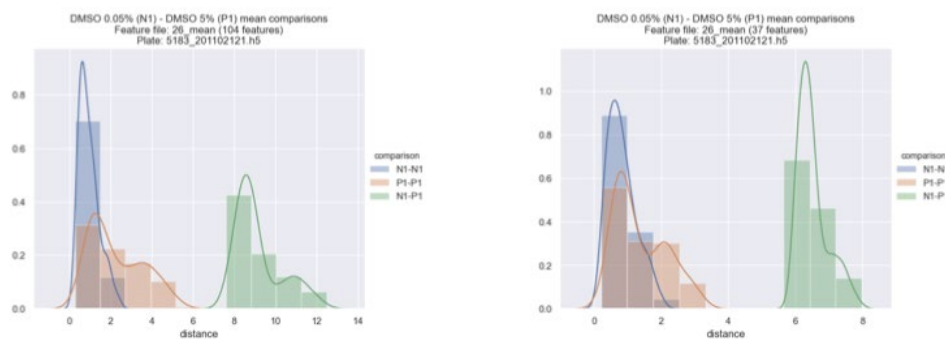 DMSO 0.05% (N1) - DMSO 5% (P1) mean comparisons
Feature file: 26_mean (104 features)
Plate: 5183_201102121.h5
0.8
0.6
0.4
0.2
0.0
0 2 4 6 8 10 12 14
distance
comparison
N1-N1
P1-P1
N1-P1
DMSO 0.05% (N1) - DMSO 5% (P1) mean comparisons
Feature file: 26_mean (37 features)
Plate: 5183_201102121.h5
1.0
0.8
0.6
0.4
0.2
0.0
0 2 4 6 8
distance
comparison
N1-N
P1-P
N1-P